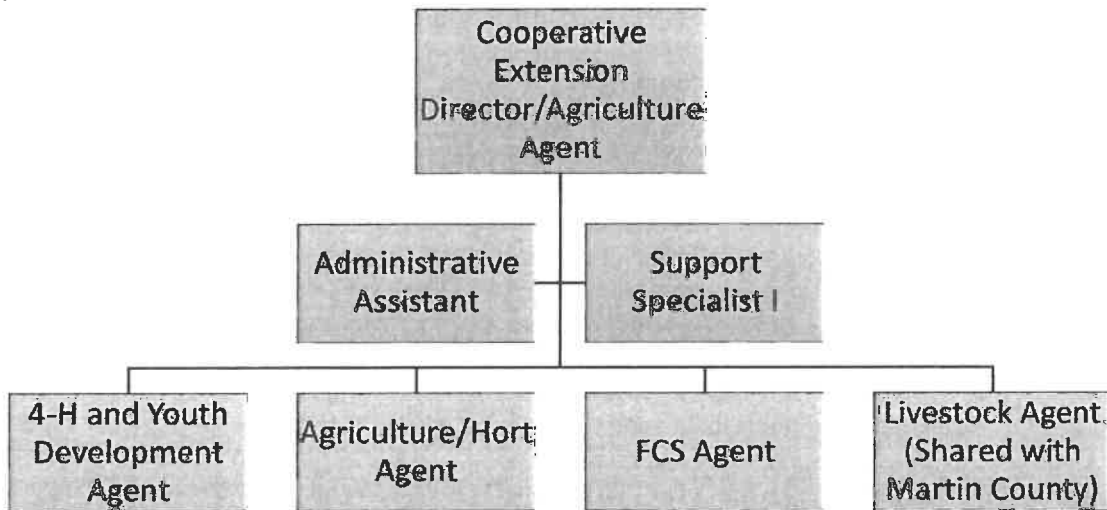 Cooperative
Extension
Director/Agriculture
Agent
Administrative
Assistant
Support
Specialist I
4-H and Youth
Development
Agent
Agriculture/Hort
Agent
FCS Agent
Livestock Agent
(Shared with
Martin County)